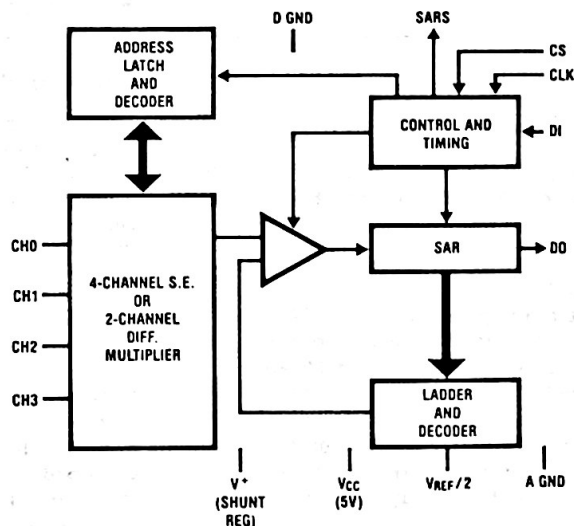 D GND
SARS
ADDRESS
LATCH
AND
DECODER
CS
CLK
CONTROL AND
TIMING
DI
CH0
CH1
CH2
CH3
4-CHANNEL S.E.
OR
2-CHANNEL
DIFF.
MULTIPLIER
SAR
DO
LADDER
AND
DECODER
V+
(SHUNT
REG)
VCC
(5V)
VREF/2
A GND